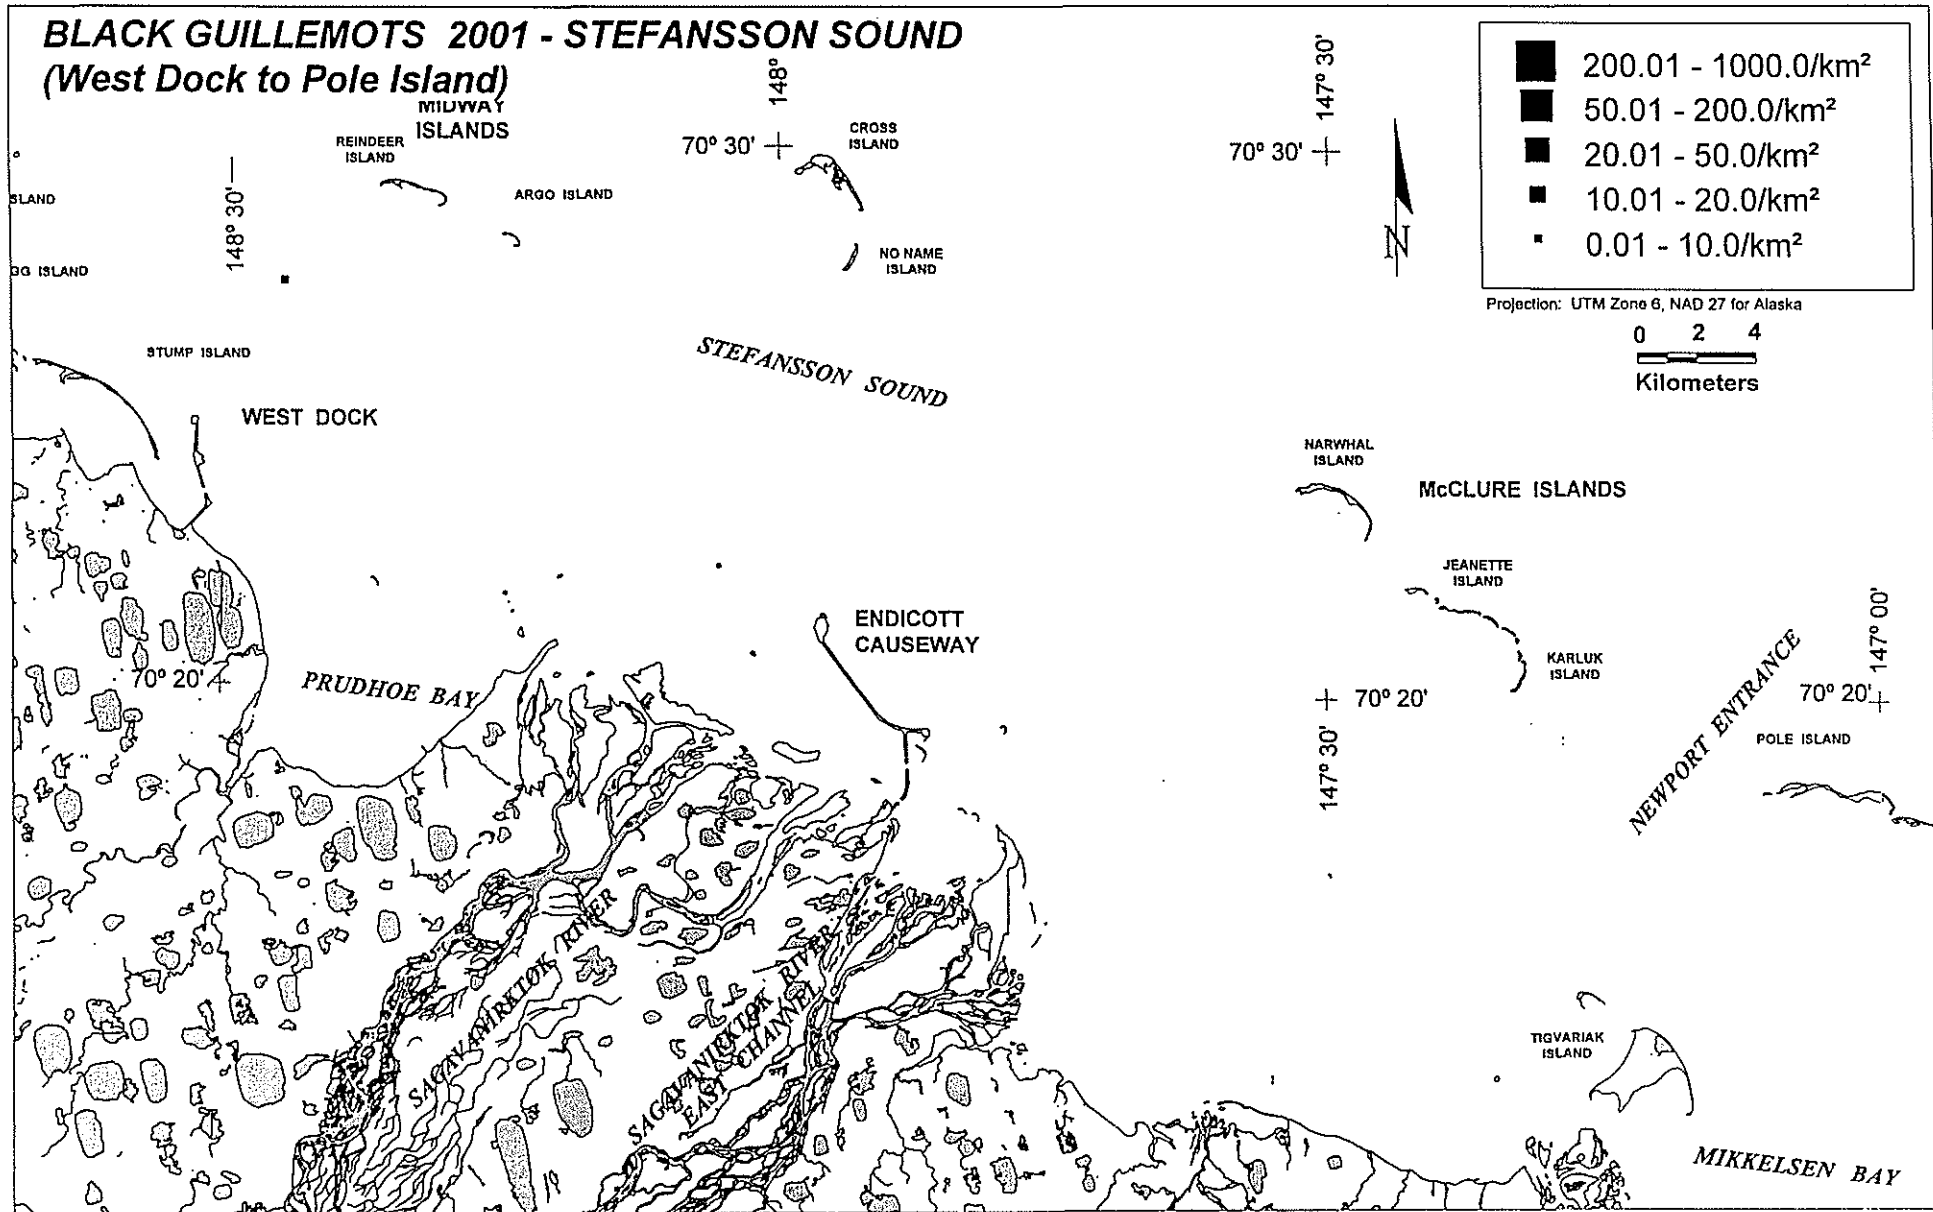 BLACK GUILLEMOTS 2001 - STEFANSSON SOUND
(West Dock to Pole Island)
MIDWAY
ISLANDS
REINDEER
ISLAND
ARGO ISLAND
148° 30'
148°
70° 30'
CROSS
ISLAND
NO NAME
ISLAND
147° 30'
70° 30'
N
200.01 - 1000.0/km²
50.01 - 200.0/km²
20.01 - 50.0/km²
10.01 - 20.0/km²
0.01 - 10.0/km²
Projection: UTM Zone 6, NAD 27 for Alaska
0 2 4
Kilometers
SLAND
GG ISLAND
STUMP ISLAND
WEST DOCK
STEFANSSON SOUND
NARWHAL
ISLAND
McCLURE ISLANDS
JEANETTE
ISLAND
KARLUK
ISLAND
ENDICOTT
CAUSEWAY
70° 20'
PRUDHOE BAY
70° 20'
147° 30'
NEWPORT ENTRANCE
147° 00'
70° 20'
POLE ISLAND
SAGAVANIRKTOK RIVER
SAGAVANIRKTOK RIVER
EAST CHANNEL
TIGVARIAK
ISLAND
MIKKELSEN BAY